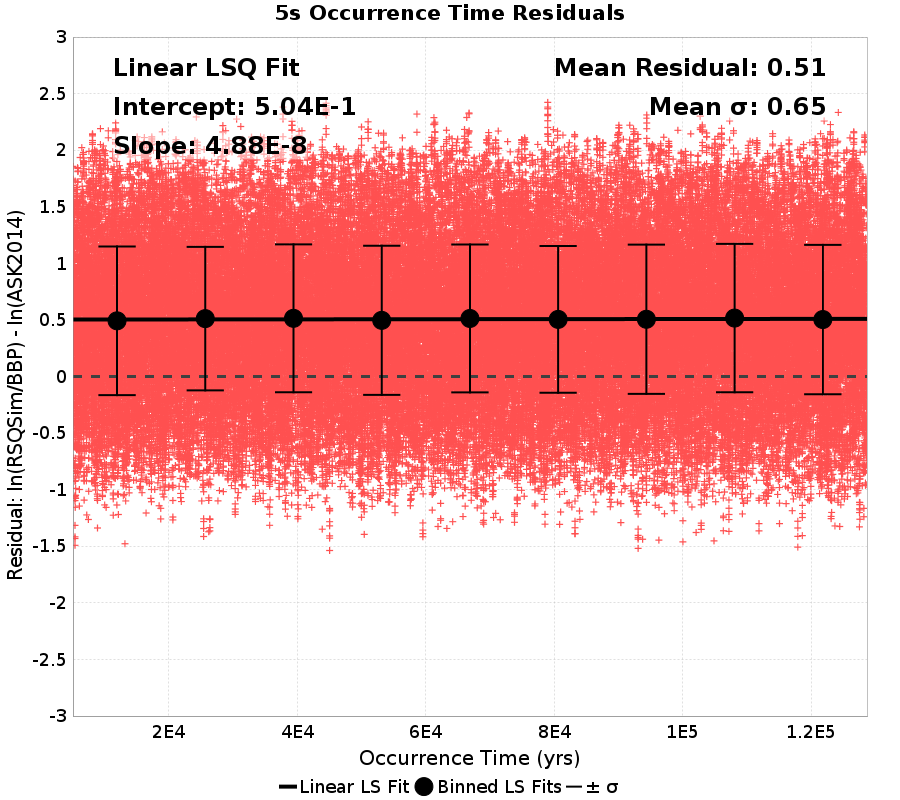 5s Occurrence Time Residuals
Linear LSQ Fit
Intercept: 5.04E-1
Slope: 4.88E-8
Mean Residual: 0.51
Mean σ: 0.65
Residual: ln(RSQSim/BBP) - ln(ASK2014)
3
2.5
2
1.5
1
0.5
0
-0.5
-1
-1.5
-2
-2.5
-3
2E4 4E4 6E4 8E4 1E5 1.2E5
Occurrence Time (yrs)
Linear LS Fit Binned LS Fits ± σ